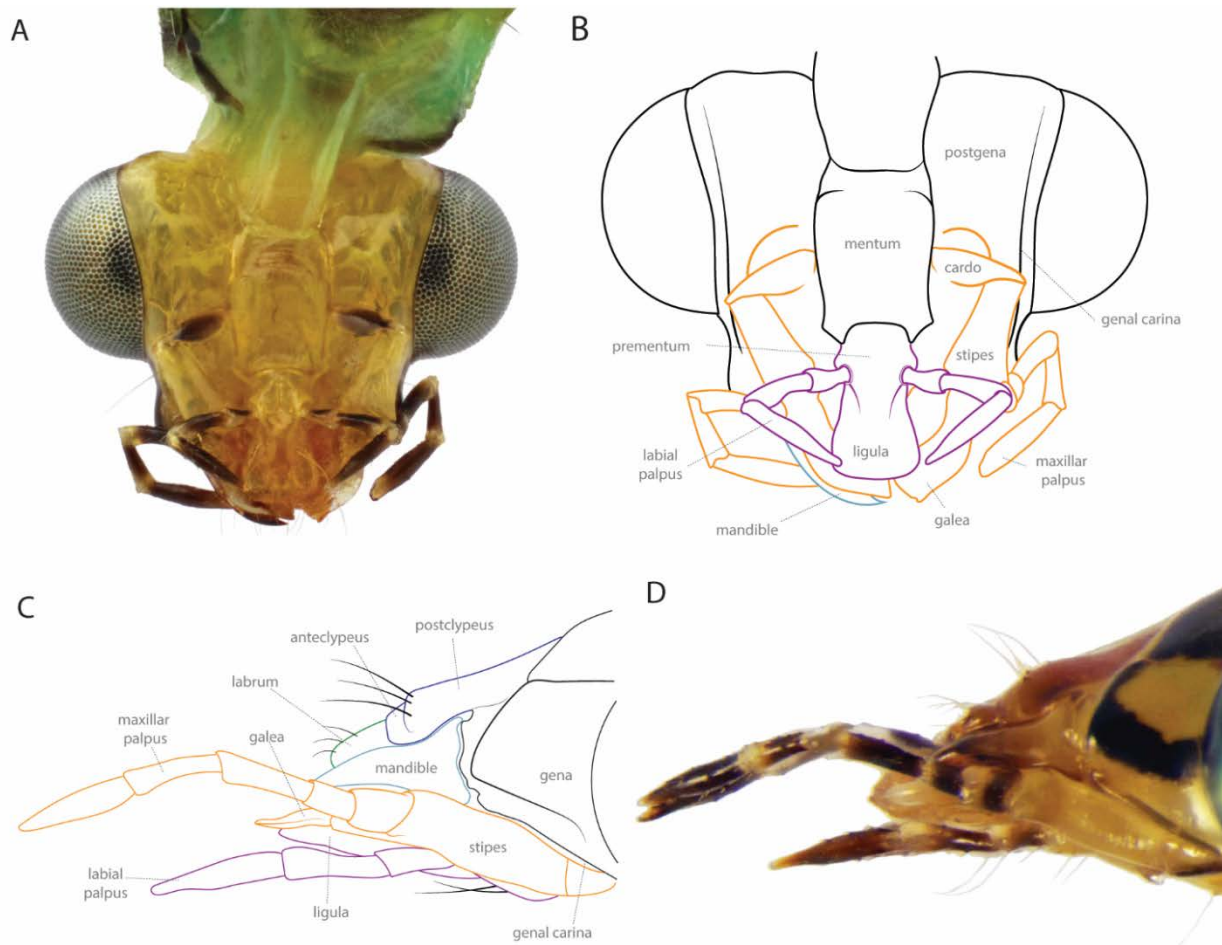 A
B
postgena
mentum
cardo
genal carina
prementum
stipes
labial
palpus
ligula
maxillar
palpus
mandible
galea
C
D
postclypeus
anteclypeus
labrum
maxillar
palpus
galea
mandible
gena
stipes
labial
palpus
ligula
genal carina